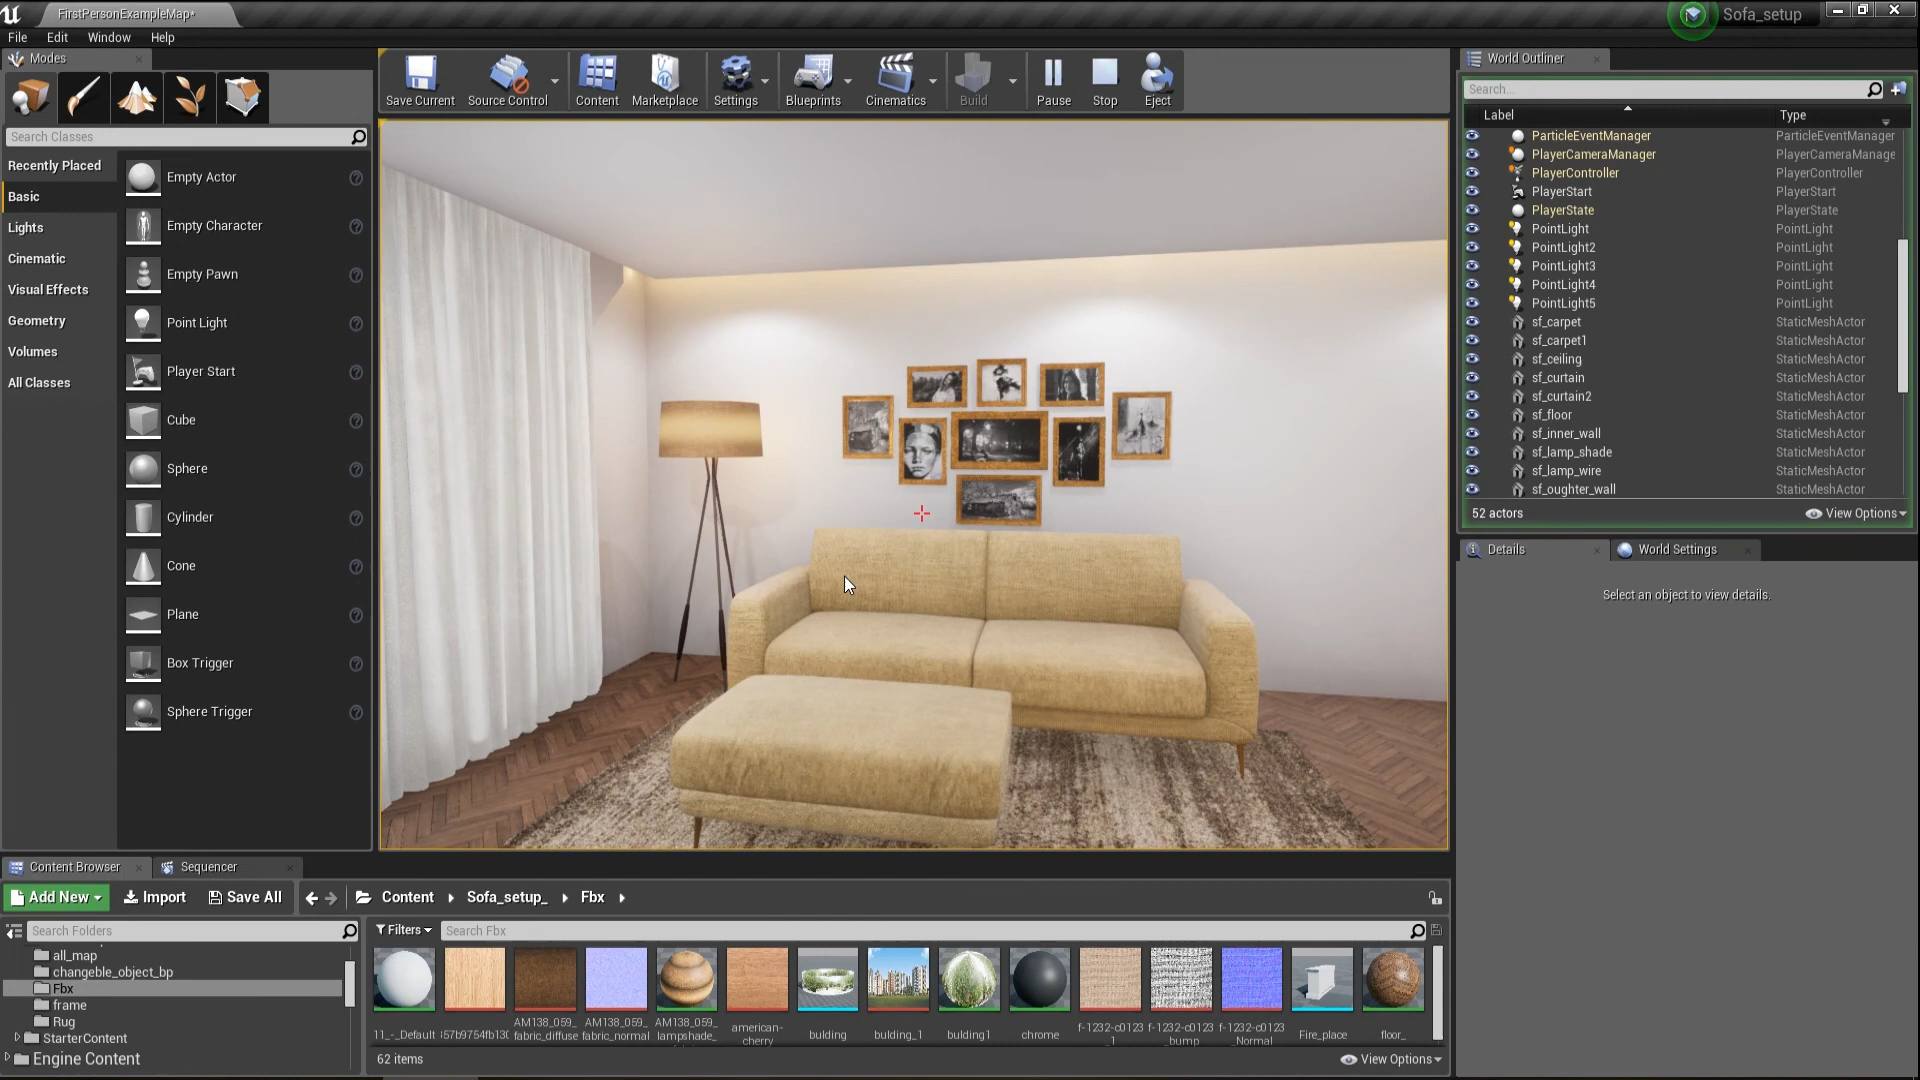 FirstPersonExampleMap*
Sofa_setup
File Edit Window Help
Modes
Search Classes
Recently Placed
Basic
Lights
Cinematic
Visual Effects
Geometry
Volumes
All Classes
Empty Actor
Empty Character
Empty Pawn
Point Light
Player Start
Cube
Sphere
Cylinder
Cone
Plane
Box Trigger
Sphere Trigger
Save Current Source Control Content Marketplace Settings Blueprints Cinematics Build Pause Stop Eject
World Outliner
Search...
Label Type
ParticleEventManager ParticleEventManager
PlayerCameraManager PlayerCameraManage
PlayerController PlayerController
PlayerStart PlayerStart
PlayerState PlayerState
PointLight PointLight
PointLight2 PointLight
PointLight3 PointLight
PointLight4 PointLight
PointLight5 PointLight
sf_carpet StaticMeshActor
sf_carpet1 StaticMeshActor
sf_ceiling StaticMeshActor
sf_curtain StaticMeshActor
sf_curtain2 StaticMeshActor
sf_floor StaticMeshActor
sf_inner_wall StaticMeshActor
sf_lamp_shade StaticMeshActor
sf_lamp_wire StaticMeshActor
sf_oughter_wall StaticMeshActor
52 actors View Options
Details World Settings
Select an object to view details.
Content Browser Sequencer
Add New Import Save All Content Sofa_setup_ Fbx
Search Folders
all_map
changeble_object_bp
Fbx
frame
Rug
StarterContent
Engine Content
Filters Search Fbx
11_-_Default
AM138_059_
fabric_diffuse
AM138_059_
fabric_normal
AM138_059_
lampshade_
american-
cherry
bulding
bulding_1
bulding1
chrome
f-1232-c0123
_1
f-1232-c0123
_bump
f-1232-c0123
_Normal
Fire_place
floor_
62 items View Options